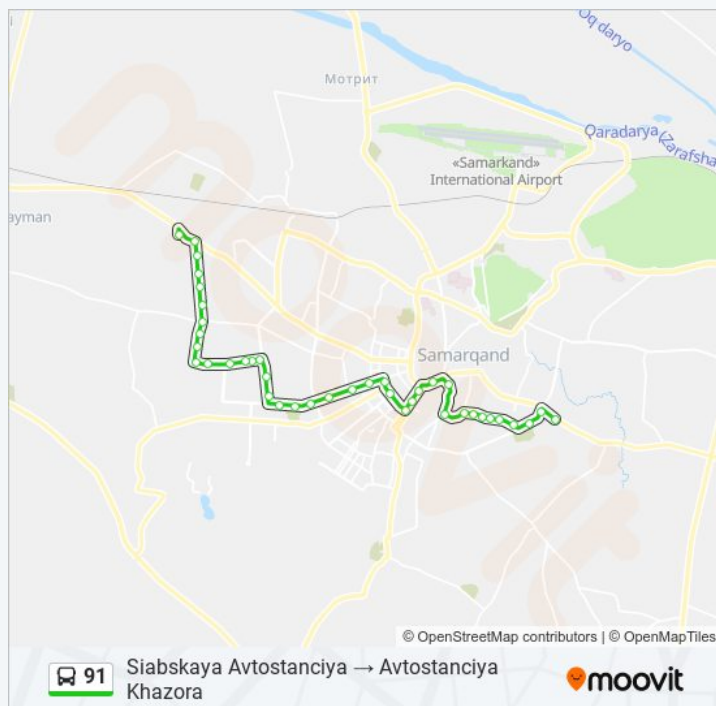 Oq daryo
Мотрит
Qaradarya (Zarafsha
«Samarkand»
International Airport
ayman
Samarqand
moovit
© OpenStreetMap contributors | © OpenMapTiles
91
Siabskaya Avtostanciya → Avtostanciya
Khazora
moovit